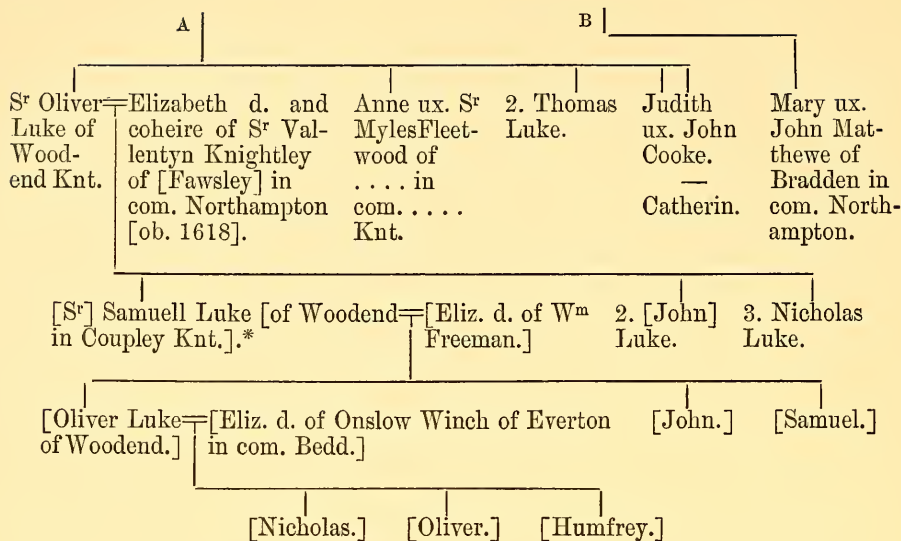 A
B
Sʳ Oliver
Luke of
Wood-
end Knt.
Elizabeth d. and
coheire of Sʳ Val-
lentyn Knightley
of [Fawsley] in
com. Northampton
[ob. 1618].
Anne ux. Sʳ
MylesFleet-
wood of
. . . . in
com. . . . .
Knt.
2. Thomas
Luke.
Judith
ux. John
Cooke.
—
Catherin.
Mary ux.
John Mat-
thewe of
Bradden in
com. North-
ampton.
[Sʳ] Samuell Luke [of Woodend
in Coupley Knt.].*
[Eliz. d. of Wᵐ
Freeman.]
2. [John]
Luke.
3. Nicholas
Luke.
[Oliver Luke
of Woodend.]
[Eliz. d. of Onslow Winch of Everton
in com. Bedd.]
[John.]
[Samuel.]
[Nicholas.]
[Oliver.]
[Humfrey.]